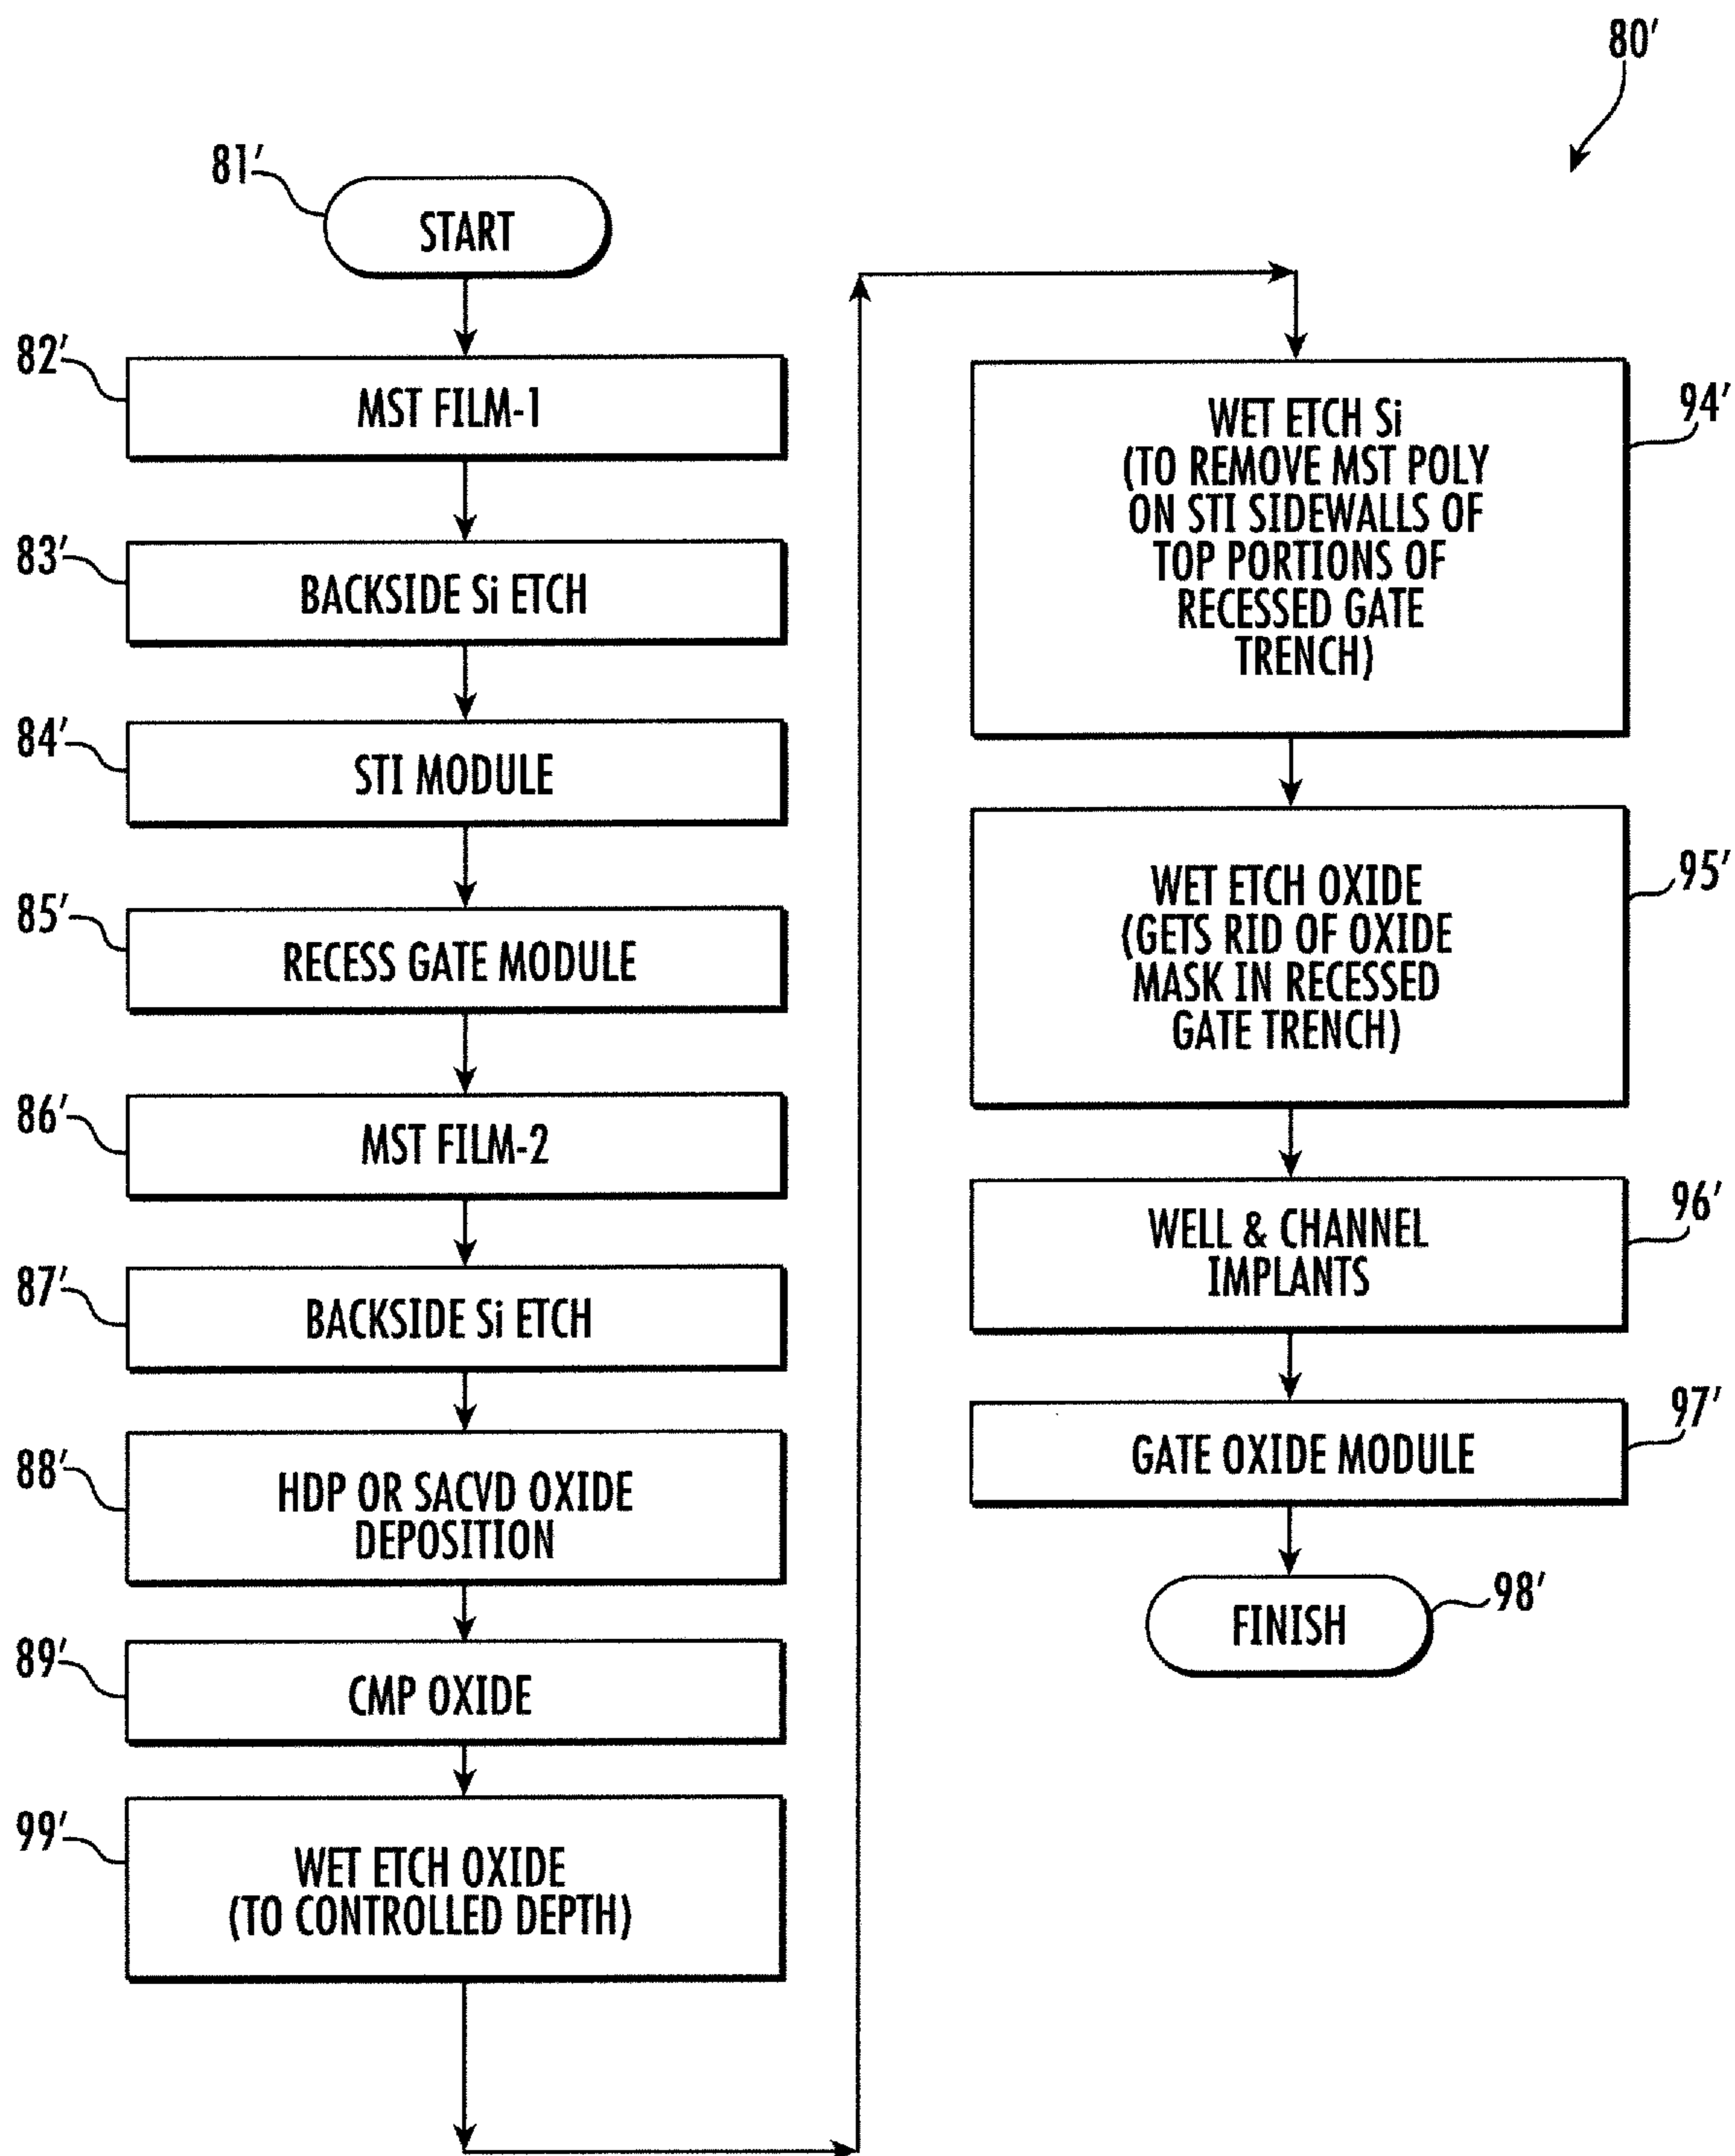 80'
81'
START
82'
MST FILM-1
83'
BACKSIDE Si ETCH
84'
STI MODULE
85'
RECESS GATE MODULE
86'
MST FILM-2
87'
BACKSIDE Si ETCH
88'
HDP OR SACVD OXIDE
DEPOSITION
89'
CMP OXIDE
99'
WET ETCH OXIDE
(TO CONTROLLED DEPTH)
94'
WET ETCH Si
(TO REMOVE MST POLY
ON STI SIDEWALLS OF
TOP PORTIONS OF
RECESSED GATE
TRENCH)
95'
WET ETCH OXIDE
(GETS RID OF OXIDE
MASK IN RECESSED
GATE TRENCH)
96'
WELL & CHANNEL
IMPLANTS
97'
GATE OXIDE MODULE
98'
FINISH